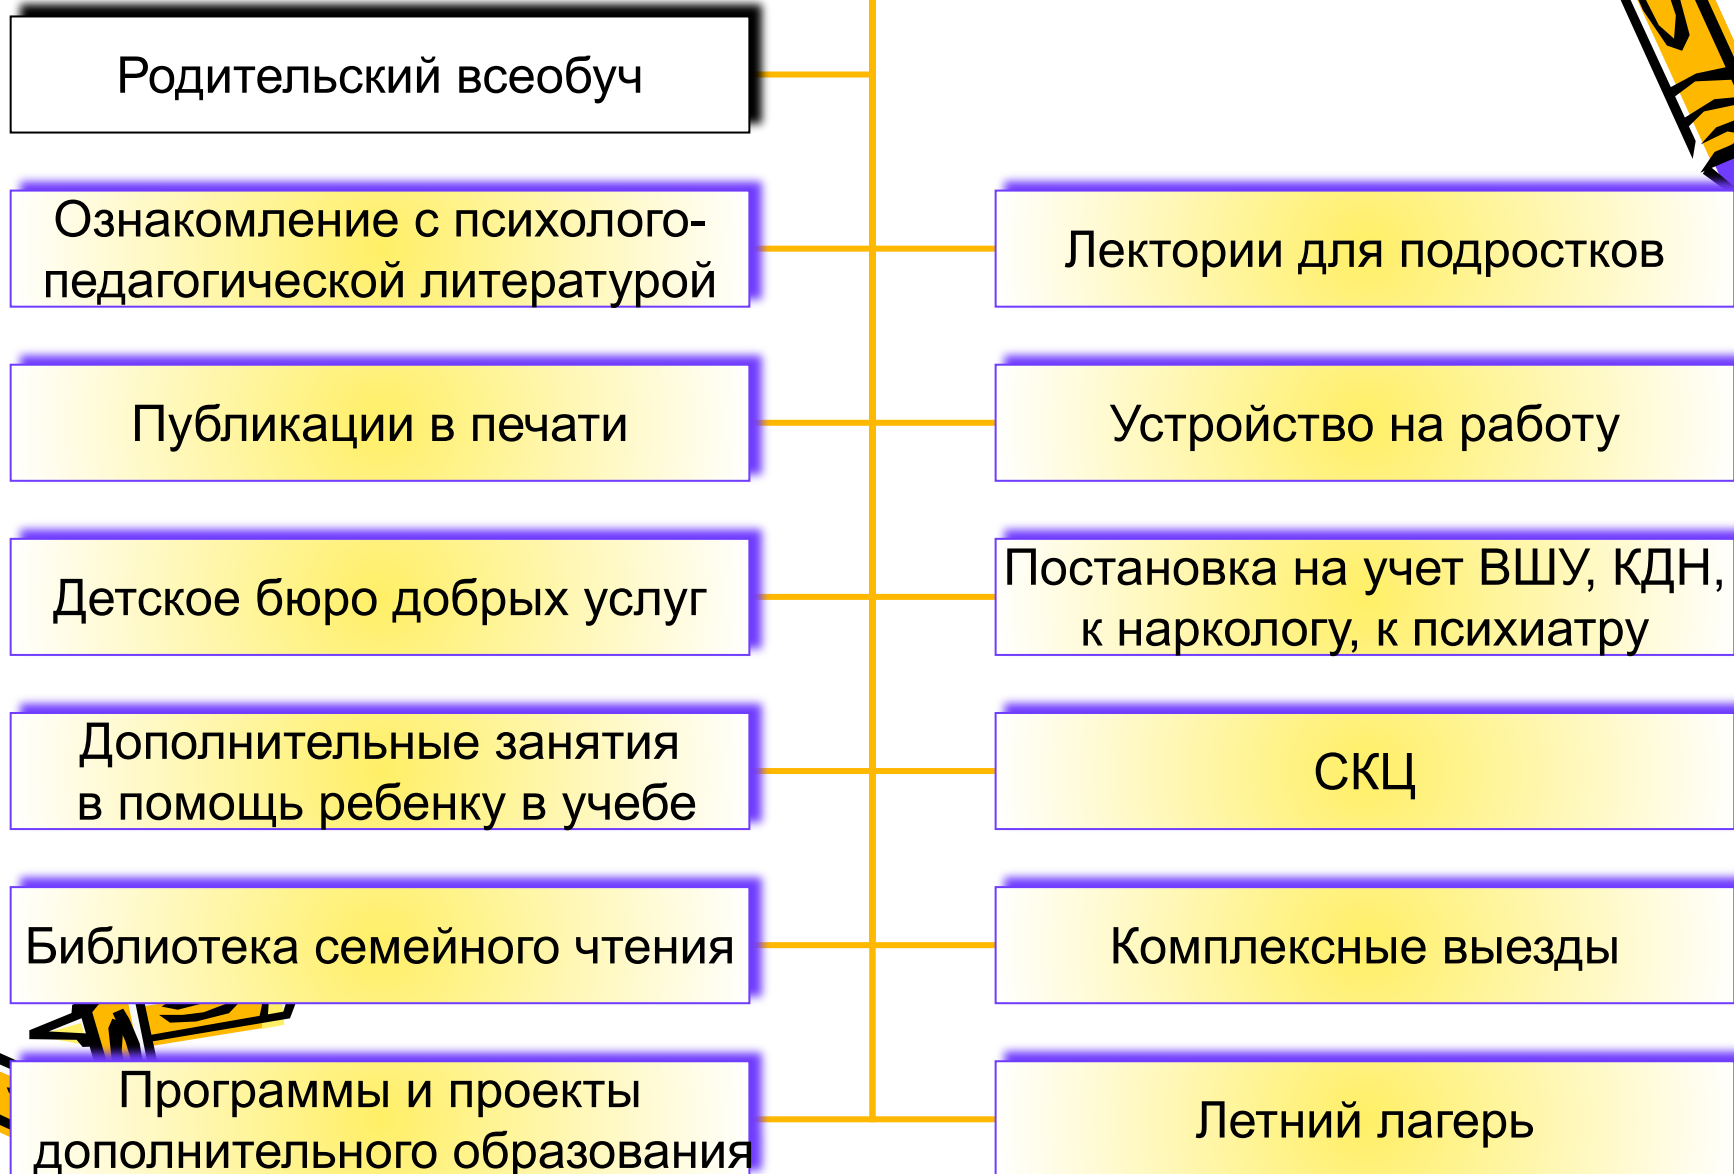 Родительский всеобуч
Ознакомление с психолого-
педагогической литературой
Публикации в печати
Детское бюро добрых услуг
Дополнительные занятия
в помощь ребенку в учебе
Библиотека семейного чтения
Программы и проекты
дополнительного образования
Лектории для подростков
Устройство на работу
Постановка на учет ВШУ, КДН,
к наркологу, к психиатру
СКЦ
Комплексные выезды
Летний лагерь